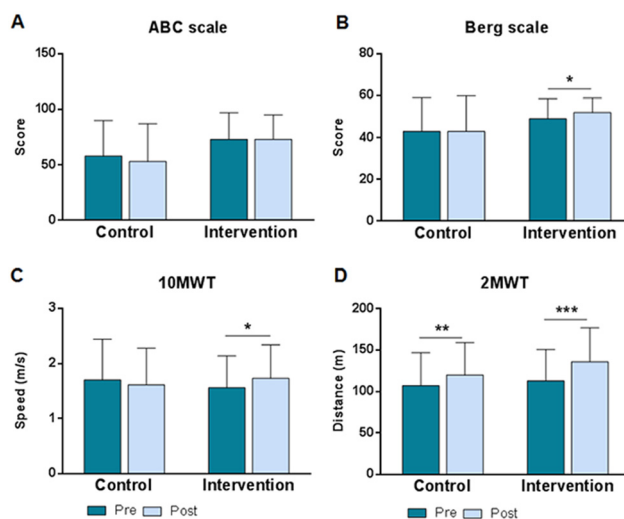 A
ABC scale
150
100
50
0
Score
Control
Intervention
B
Berg scale
80
60
40
20
0
Score
*
Control
Intervention
C
10MWT
3
2
1
0
Speed (m/s)
*
Control
Intervention
D
2MWT
200
150
100
50
0
Distance (m)
**
***
Control
Intervention
Pre
Post
Pre
Post